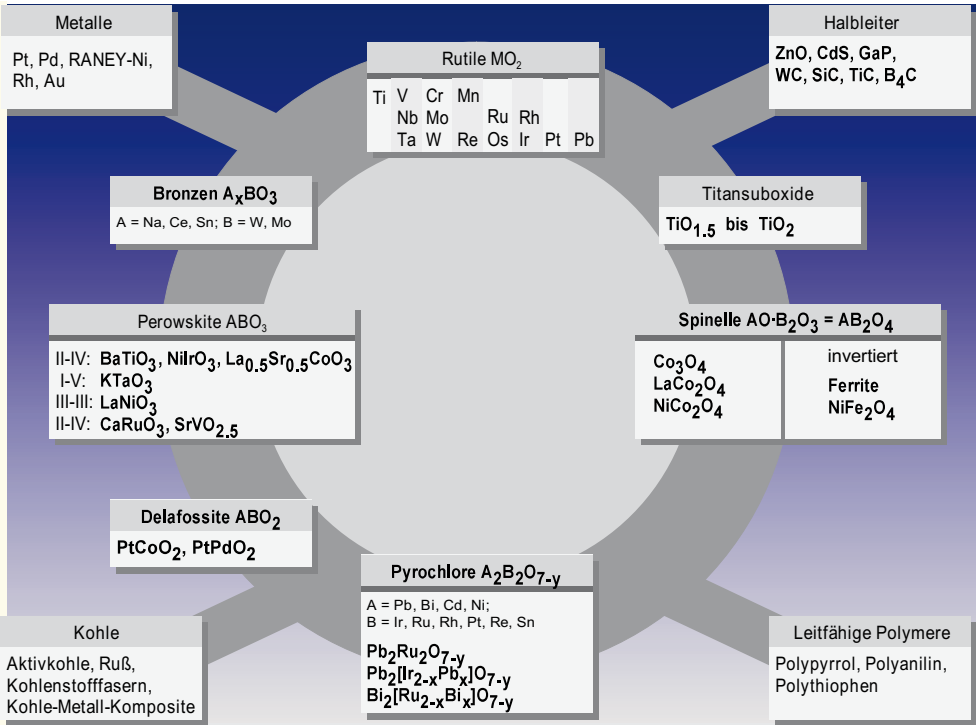 Metalle
Pt, Pd, RANEY-Ni,
Rh, Au
Rutile MO₂
Ti V Cr Mn
Nb Mo Ru Rh
Ta W Re Os Ir Pt Pb
Halbleiter
ZnO, CdS, GaP,
WC, SiC, TiC, B₄C
Bronzen AₓBO₃
A = Na, Ce, Sn; B = W, Mo
Titansuboxide
TiO₁.₅ bis TiO₂
Perowskite ABO₃
II-IV: BaTiO₃, NiIrO₃, La₀.₅Sr₀.₅CoO₃
I-V: KTaO₃
III-III: LaNiO₃
II-IV: CaRuO₃, SrVO₂.₅
Spinelle AO·B₂O₃ = AB₂O₄
Co₃O₄
LaCo₂O₄
NiCo₂O₄
invertiert
Ferrite
NiFe₂O₄
Delafossite ABO₂
PtCoO₂, PtPdO₂
Pyrochlore A₂B₂O₇₋y
A = Pb, Bi, Cd, Ni;
B = Ir, Ru, Rh, Pt, Re, Sn
Pb₂Ru₂O₇₋y
Pb₂[Ir₂₋ₓPbₓ]O₇₋y
Bi₂[Ru₂₋ₓBiₓ]O₇₋y
Kohle
Aktivkohle, Ruß,
Kohlenstofffasern,
Kohle-Metall-Komposite
Leitfähige Polymere
Polypyrrol, Polyanilin,
Polythiophen